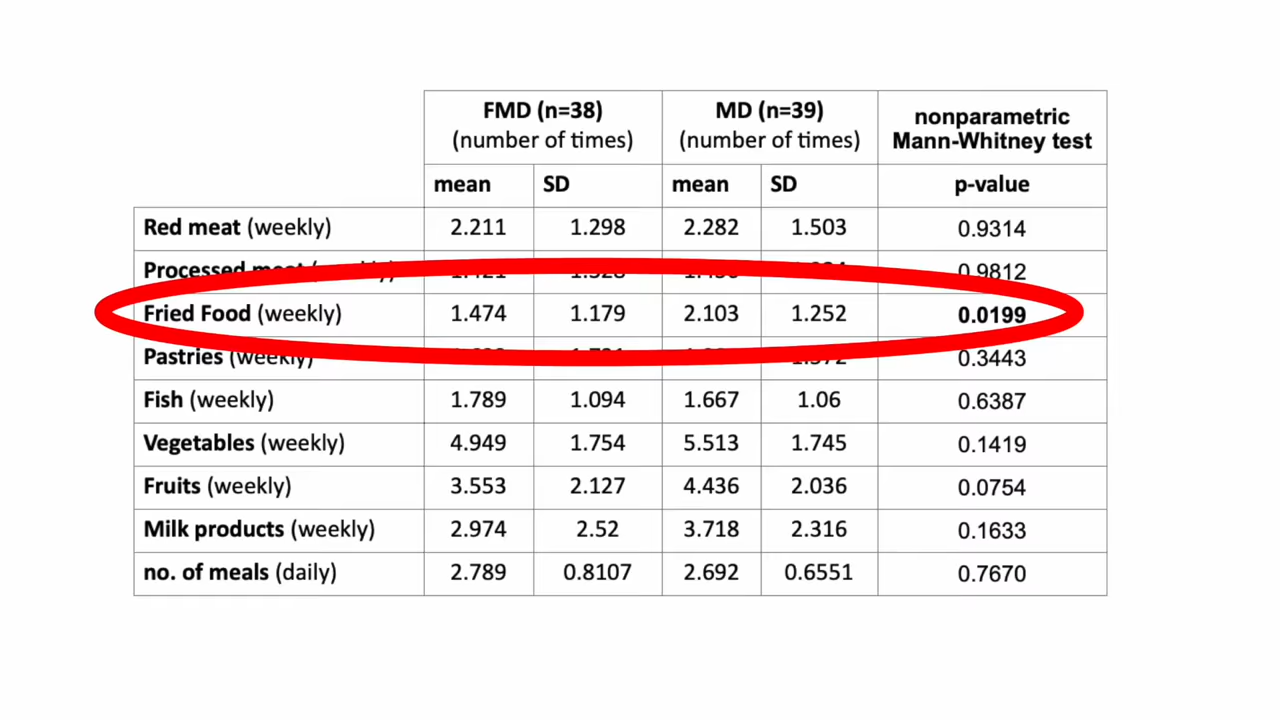 FMD (n=38) MD (n=39) nonparametric
(number of times) (number of times) Mann-Whitney test
mean SD mean SD p-value
Red meat (weekly) 2.211 1.298 2.282 1.503 0.9314
Processed meat 0.9812
Fried Food (weekly) 1.474 1.179 2.103 1.252 0.0199
Pastries (weekly) 0.3443
Fish (weekly) 1.789 1.094 1.667 1.06 0.6387
Vegetables (weekly) 4.949 1.754 5.513 1.745 0.1419
Fruits (weekly) 3.553 2.127 4.436 2.036 0.0754
Milk products (weekly) 2.974 2.52 3.718 2.316 0.1633
no. of meals (daily) 2.789 0.8107 2.692 0.6551 0.7670